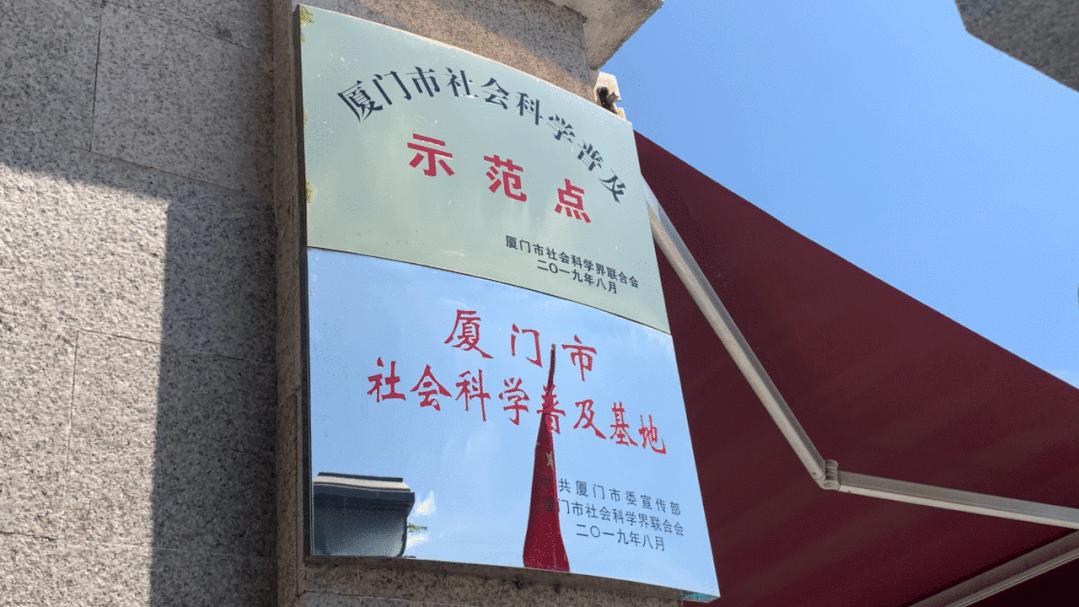 厦门市社会科学普及
示范点
厦门市社会科学界联合会
二〇一九年八月
厦门市
社会科学普及基地
中共厦门市委宣传部
厦门市社会科学界联合会
二〇一九年八月